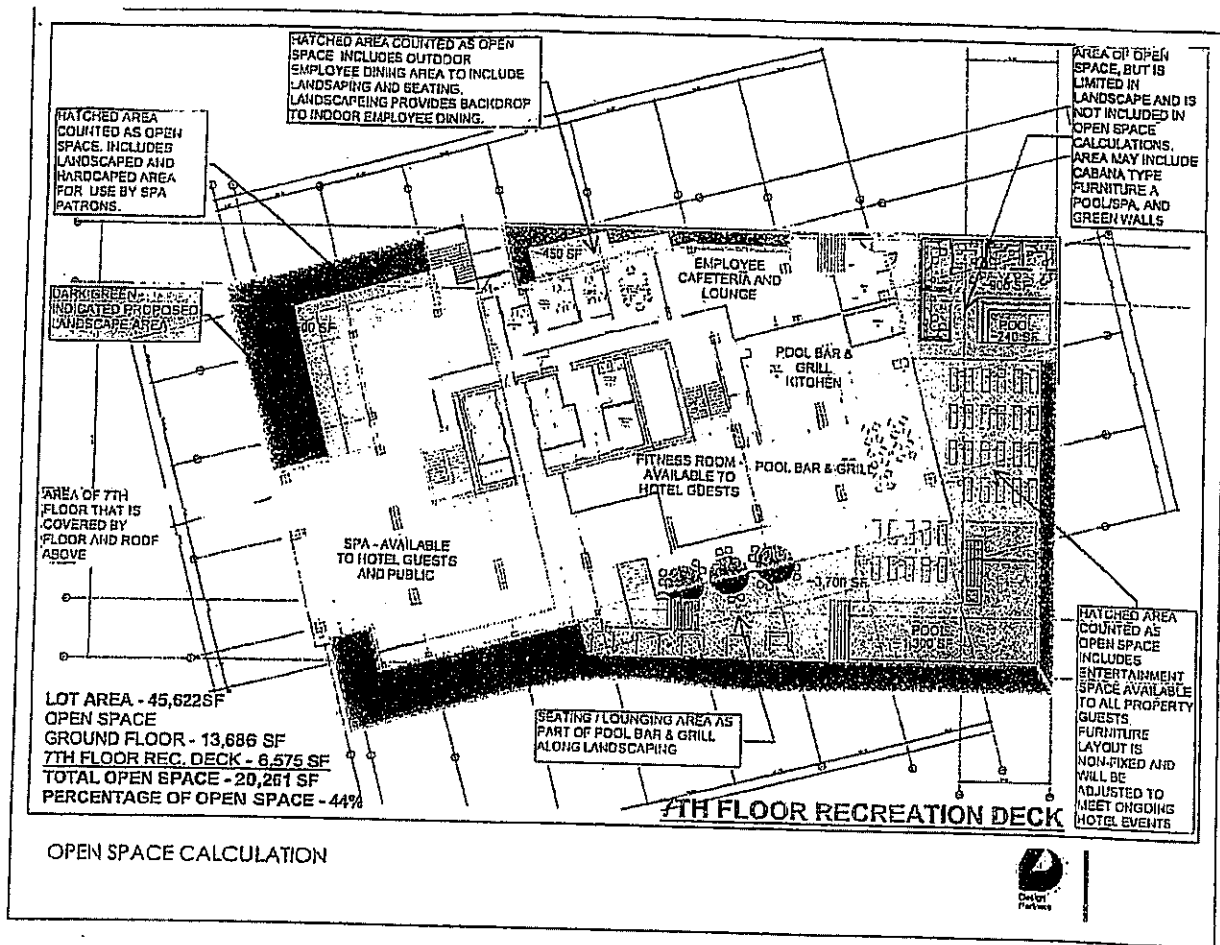 HATCHED AREA COUNTED AS OPEN
SPACE INCLUDES OUTDOOR
EMPLOYEE DINING AREA TO INCLUDE
LANDSAPING AND SEATING.
LANDSCAPEING PROVIDES BACKDROP
TO INDOOR EMPLOYEE DINING.
AREA OF OPEN
SPACE, BUT IS
LIMITED IN
LANDSCAPE AND IS
NOT INCLUDED IN
OPEN SPACE
CALCULATIONS.
AREA MAY INCLUDE
CABANA TYPE
FURNITURE A
POOL/SPA, AND
GREEN WALLS
HATCHED AREA
COUNTED AS OPEN
SPACE. INCLUDES
LANDSCAPED AND
HARDCAPED AREA
FOR USE BY SPA
PATRONS.
DARK GREEN
INDICATED PROPOSED
LANDSCAPE AREA
~450 SF
EMPLOYEE
CAFETERIA AND
LOUNGE
POOL
~240 SF
POOL BAR &
GRILL
KITCHEN
FITNESS ROOM -
AVAILABLE TO
HOTEL GUESTS
POOL BAR & GRILL
AREA OF 7TH
FLOOR THAT IS
COVERED BY
FLOOR AND ROOF
ABOVE
SPA - AVAILABLE
TO HOTEL GUESTS
AND PUBLIC
~3,700 SF
POOL
HATCHED AREA
COUNTED AS
OPEN SPACE
INCLUDES
ENTERTAINMENT
SPACE AVAILABLE
TO ALL PROPERTY
GUESTS.
FURNITURE
LAYOUT IS
NON-FIXED AND
WILL BE
ADJUSTED TO
MEET ONGOING
HOTEL EVENTS
SEATING / LOUNGING AREA AS
PART OF POOL BAR & GRILL
ALONG LANDSCAPING
LOT AREA - 45,622SF
OPEN SPACE
GROUND FLOOR - 13,686 SF
7TH FLOOR REC. DECK - 6,575 SF
TOTAL OPEN SPACE - 20,261 SF
PERCENTAGE OF OPEN SPACE - 44%
7TH FLOOR RECREATION DECK
OPEN SPACE CALCULATION
Design
Partners